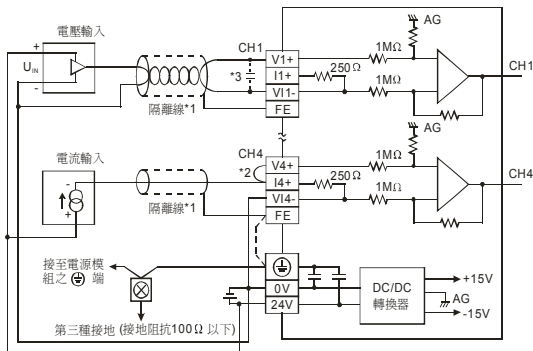 電壓輸入
+
UIN
-
隔離線*1
*3
CH1
V1+
I1+
VI1-
FE
250Ω
1MΩ
1MΩ
AG
CH1
電流輸入
-
+
隔離線*1
CH4
*2
V4+
I4+
VI4-
FE
250Ω
1MΩ
1MΩ
AG
CH4
接至電源模
組之 端
0V
24V
DC/DC
轉換器
+15V
AG
-15V
第三種接地 (接地阻抗100Ω 以下)